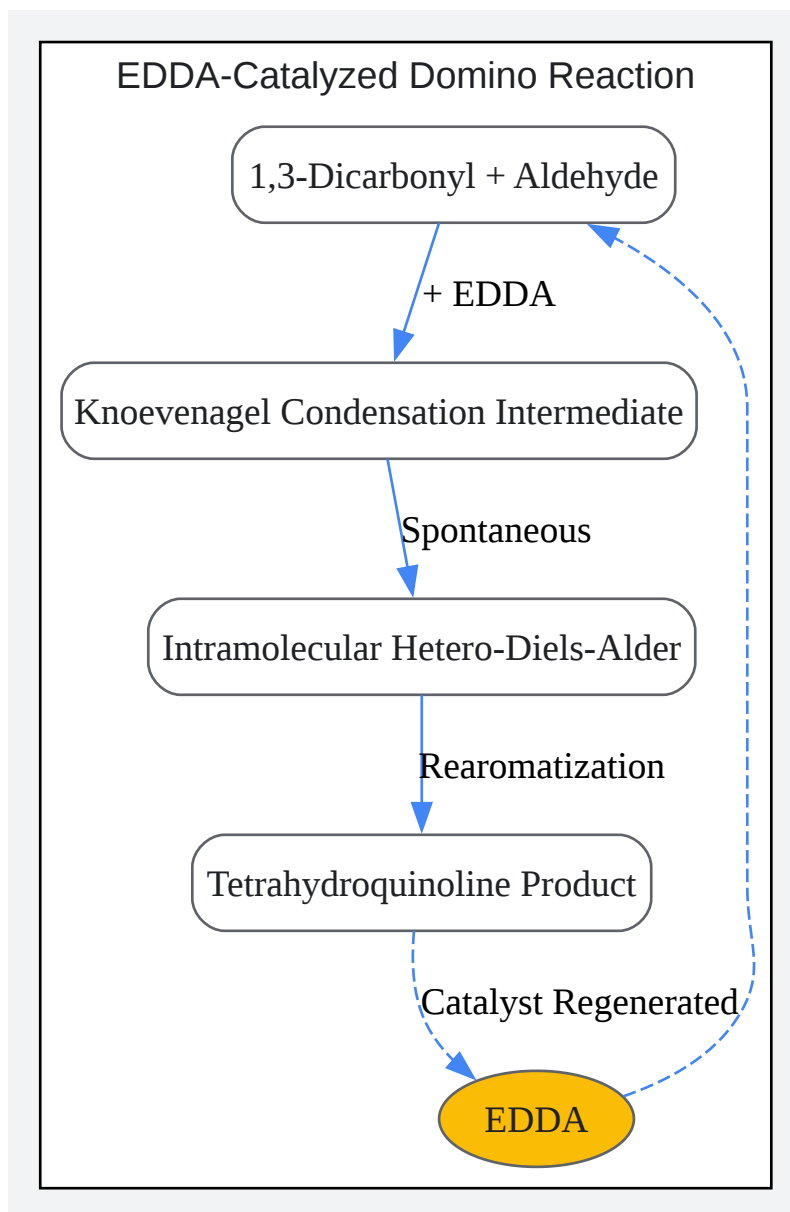 EDDA-Catalyzed Domino Reaction
1,3-Dicarbonyl + Aldehyde
+ EDDA
Knoevenagel Condensation Intermediate
Spontaneous
Intramolecular Hetero-Diels-Alder
Rearomatization
Tetrahydroquinoline Product
Catalyst Regenerated
EDDA